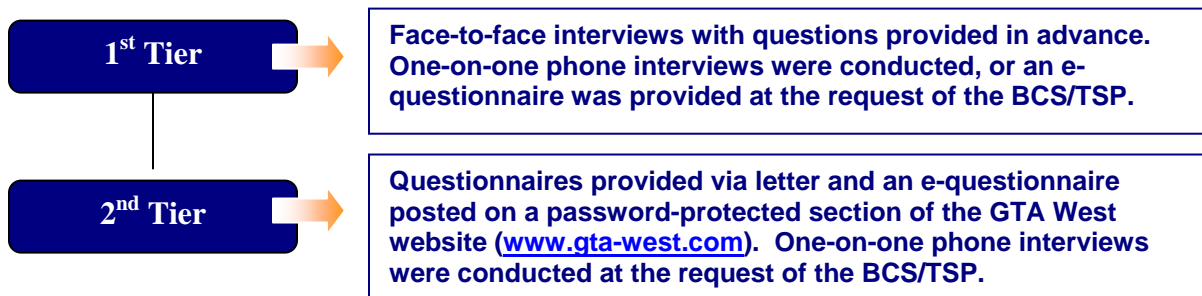 1st Tier
Face-to-face interviews with questions provided in advance.
One-on-one phone interviews were conducted, or an e-
questionnaire was provided at the request of the BCS/TSP.
2nd Tier
Questionnaires provided via letter and an e-questionnaire
posted on a password-protected section of the GTA West
website (www.gta-west.com). One-on-one phone interviews
were conducted at the request of the BCS/TSP.